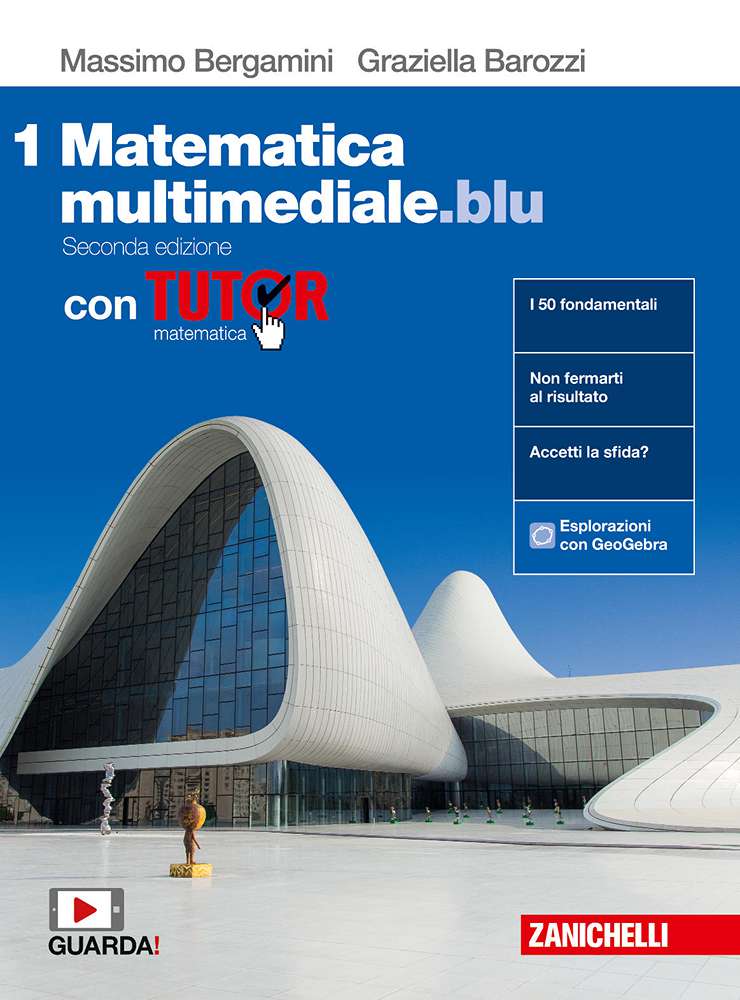 Massimo Bergamini Graziella Barozzi
1 Matematica
multimediale.blu
Seconda edizione
con TUTOR
matematica
I 50 fondamentali
Non fermarti
al risultato
Accetti la sfida?
Esplorazioni
con GeoGebra
GUARDA!
ZANICHELLI